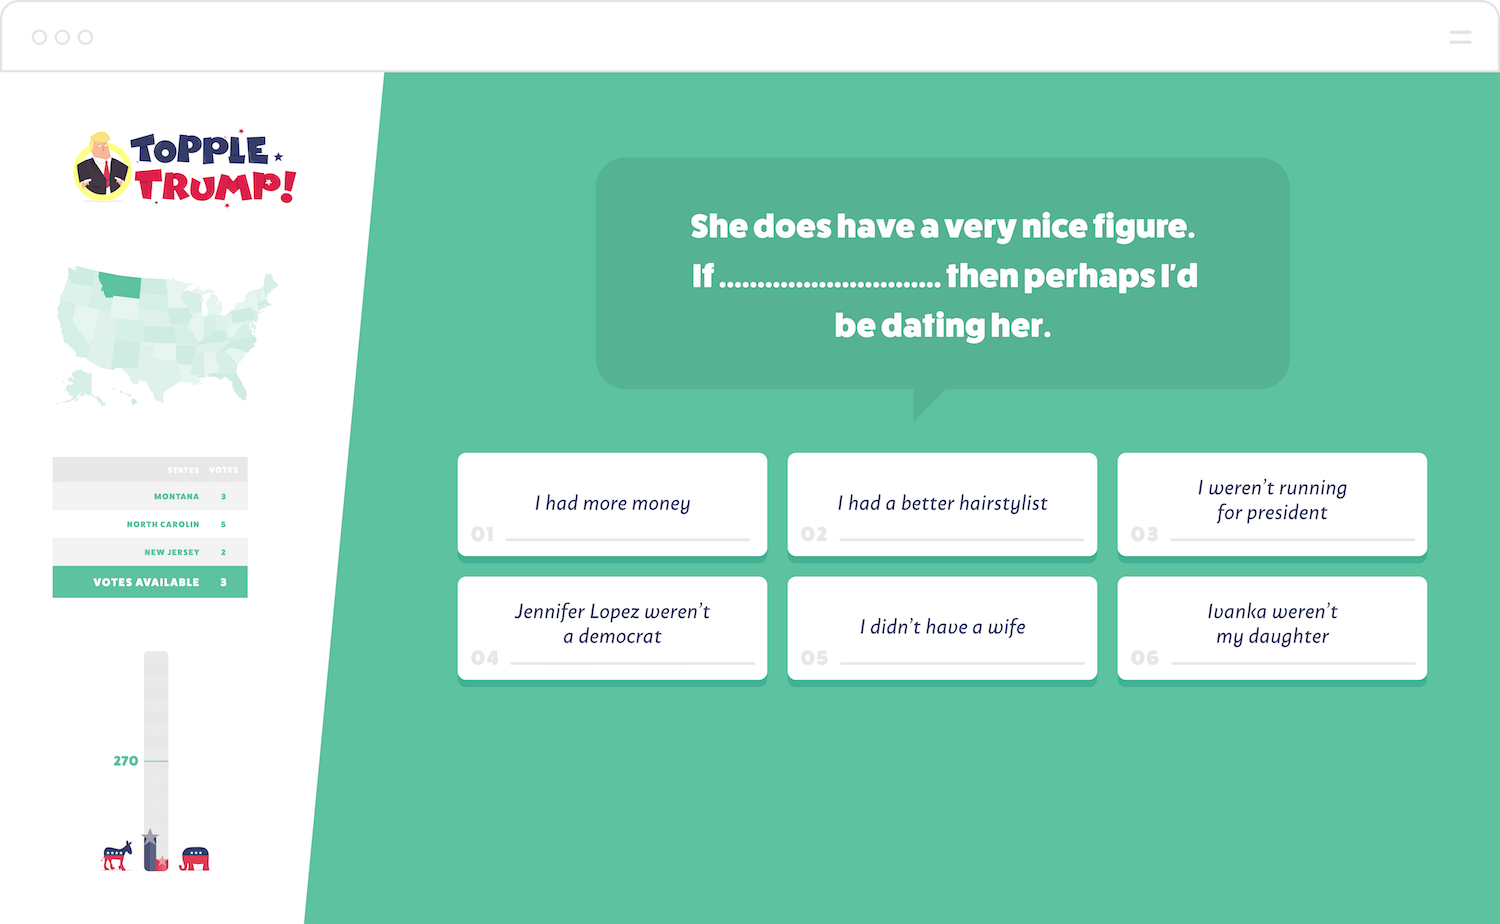 TOPPLE
TRUMP!
STATES VOTES
MONTANA 3
NORTH CAROLIN 5
NEW JERSEY 2
VOTES AVAILABLE 3
270
She does have a very nice figure.
If ............................ then perhaps I'd
be dating her.
I had more money
01
I had a better hairstylist
02
I weren't running
for president
03
Jennifer Lopez weren't
a democrat
04
I didn't have a wife
05
Ivanka weren't
my daughter
06